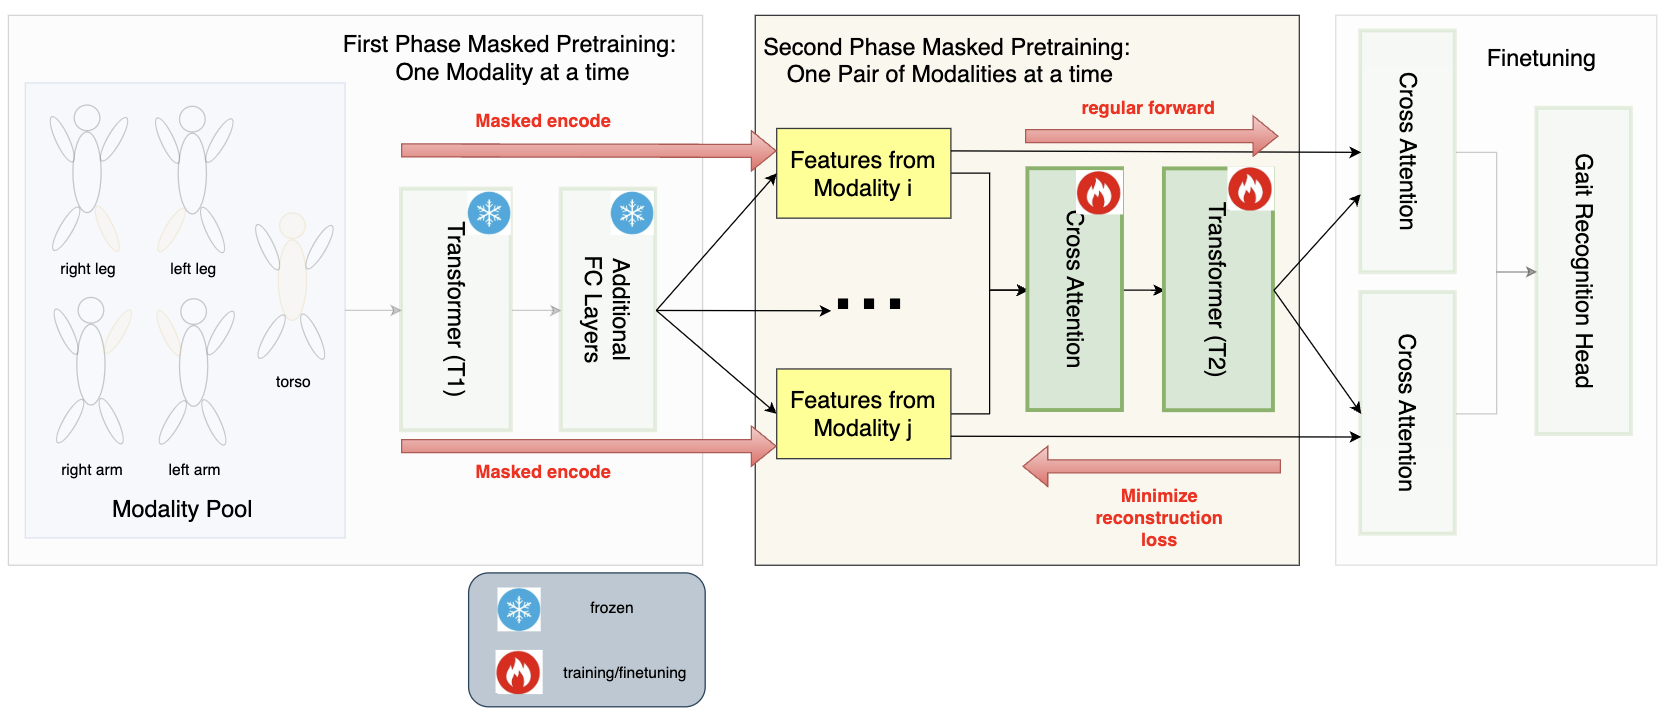 First Phase Masked Pretraining:
One Modality at a time
right leg
left leg
torso
right arm
left arm
Modality Pool
Masked encode
Transformer (T1)
Additional
FC Layers
Masked encode
Second Phase Masked Pretraining:
One Pair of Modalities at a time
regular forward
Features from
Modality i
Features from
Modality j
Cross Attention
Transformer (T2)
Minimize
reconstruction
loss
Finetuning
Cross Attention
Cross Attention
Gait Recognition Head
frozen
training/finetuning